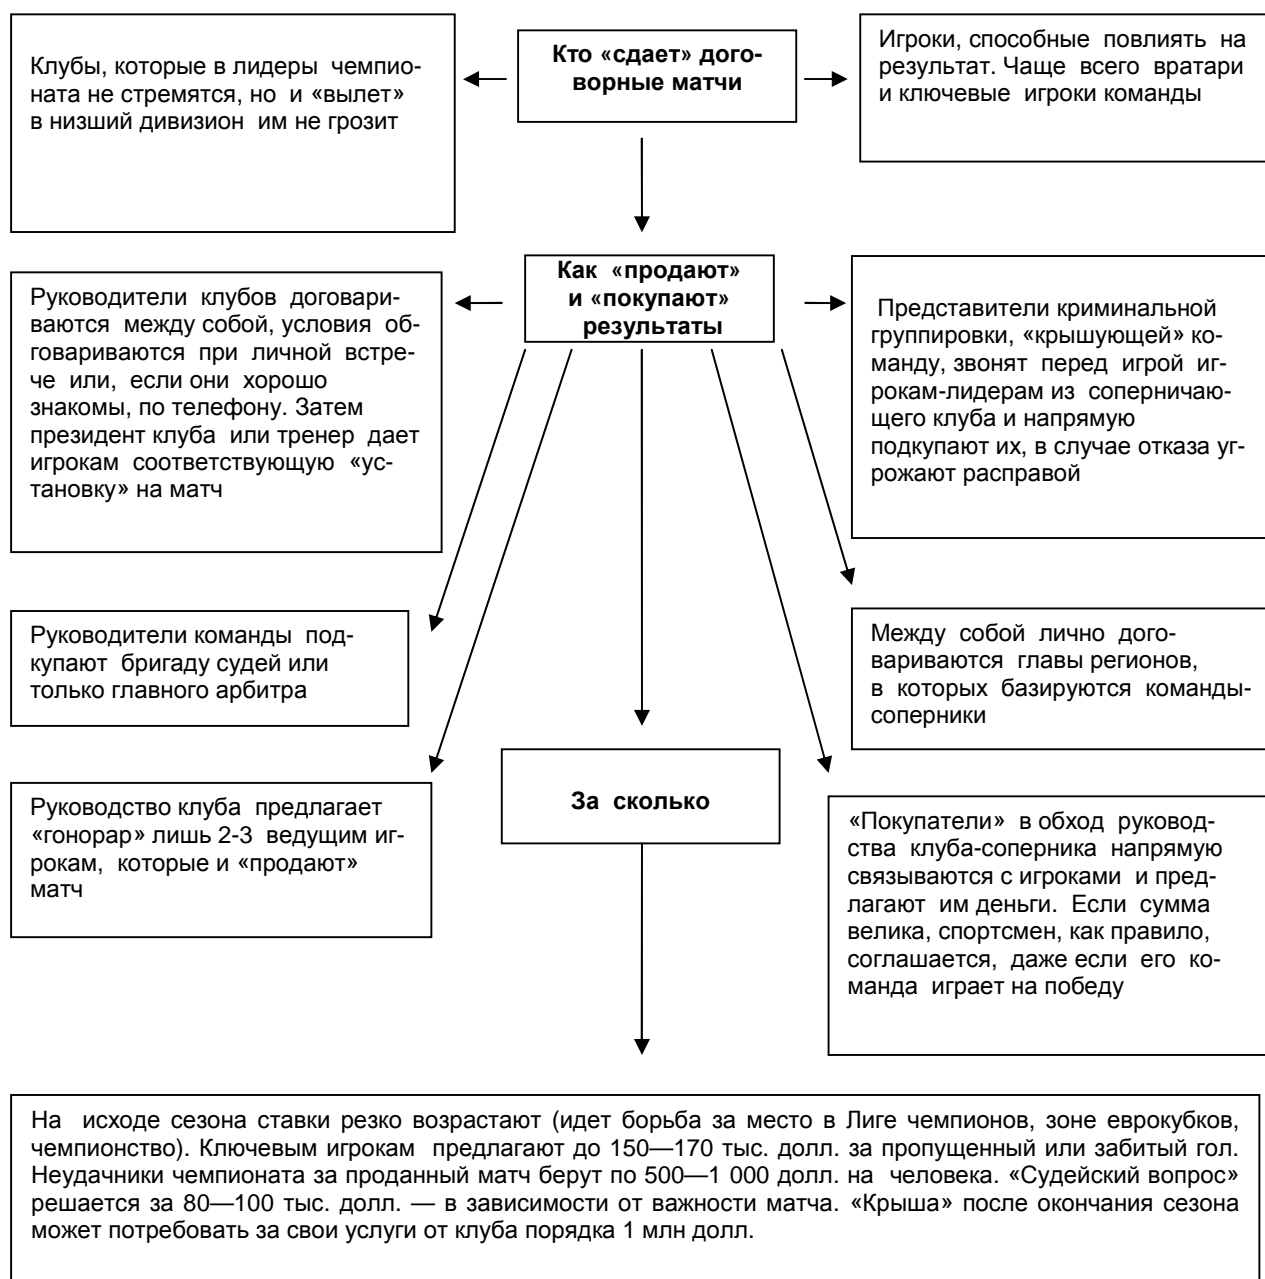 Клубы, которые в лидеры чемпио-
ната не стремятся, но и «вылет»
в низший дивизион им не грозит
Кто «сдает» дого-
ворные матчи
Игроки, способные повлиять на
результат. Чаще всего вратари
и ключевые игроки команды
Руководители клубов договари-
ваются между собой, условия об-
говариваются при личной встре-
че или, если они хорошо
знакомы, по телефону. Затем
президент клуба или тренер дает
игрокам соответствующую «ус-
тановку» на матч
Как «продают»
и «покупают»
результаты
Представители криминальной
группировки, «крышующей» ко-
манду, звонят перед игрой иг-
рокам-лидерам из соперничаю-
щего клуба и напрямую
подкупают их, в случае отказа уг-
рожают расправой
Руководители команды под-
купают бригаду судей или
только главного арбитра
Между собой лично дого-
вариваются главы регионов,
в которых базируются команды-
соперники
Руководство клуба предлагает
«гонорар» лишь 2-3 ведущим иг-
рокам, которые и «продают»
матч
За сколько
«Покупатели» в обход руковод-
ства клуба-соперника напрямую
связываются с игроками и пред-
лагают им деньги. Если сумма
велика, спортсмен, как правило,
соглашается, даже если его ко-
манда играет на победу
На исходе сезона ставки резко возрастают (идет борьба за место в Лиге чемпионов, зоне еврокубков,
чемпионство). Ключевым игрокам предлагают до 150—170 тыс. долл. за пропущенный или забитый гол.
Неудачники чемпионата за проданный матч берут по 500—1 000 долл. на человека. «Судейский вопрос»
решается за 80—100 тыс. долл. — в зависимости от важности матча. «Крыша» после окончания сезона
может потребовать за свои услуги от клуба порядка 1 млн долл.